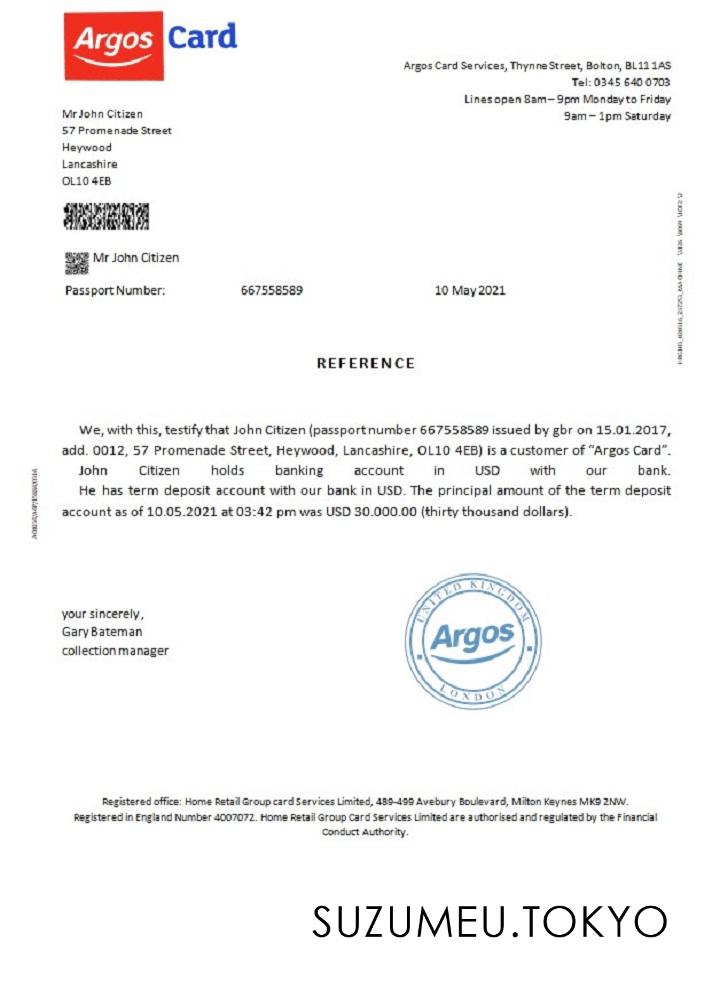 Argos Card
Argos Card Services, Thynne Street, Bolton, BL11 1AS
Tel: 0345 640 0703
Lines open 8am – 9pm Monday to Friday
9am – 1pm Saturday
Mr John Citizen
57 Promenade Street
Heywood
Lancashire
OL10 4EB
Mr John Citizen
Passport Number: 667558589 10 May 2021
REFERENCE
We, with this, testify that John Citizen (passport number 667558589 issued by gbr on 15.01.2017,
add. 0012, 57 Promenade Street, Heywood, Lancashire, OL10 4EB) is a customer of “Argos Card”.
John Citizen holds banking account in USD with our bank.
He has term deposit account with our bank in USD. The principal amount of the term deposit
account as of 10.05.2021 at 03:42 pm was USD 30.000.00 (thirty thousand dollars).
your sincerely,
Gary Bateman
collection manager
UNITED KINGDOM
Argos
LONDON
Registered office: Home Retail Group card Services Limited, 489-499 Avebury Boulevard, Milton Keynes MK9 2NW.
Registered in England Number 4007072. Home Retail Group Card Services Limited are authorised and regulated by the Financial
Conduct Authority.
SUZUMEU.TOKYO